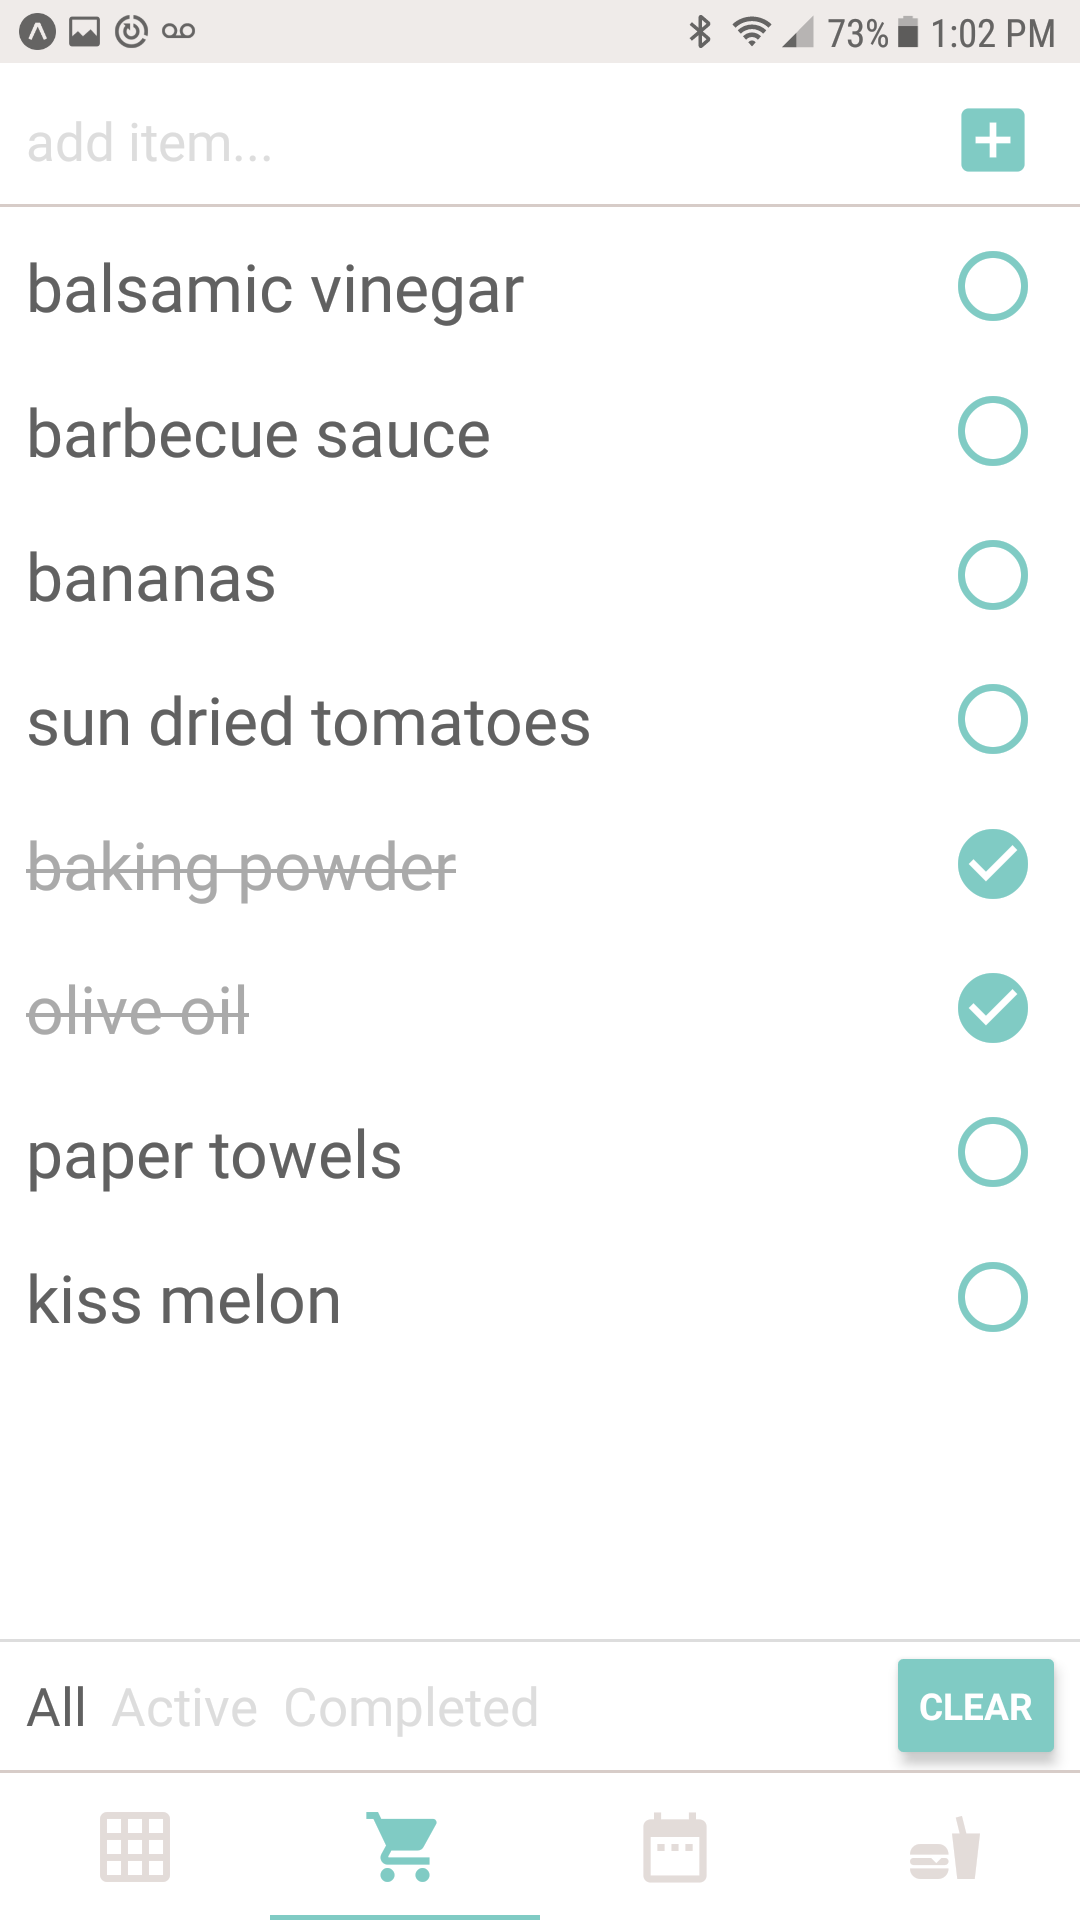 73% 1:02 PM
add item...
balsamic vinegar
barbecue sauce
bananas
sun dried tomatoes
baking powder
olive oil
paper towels
kiss melon
All Active Completed CLEAR